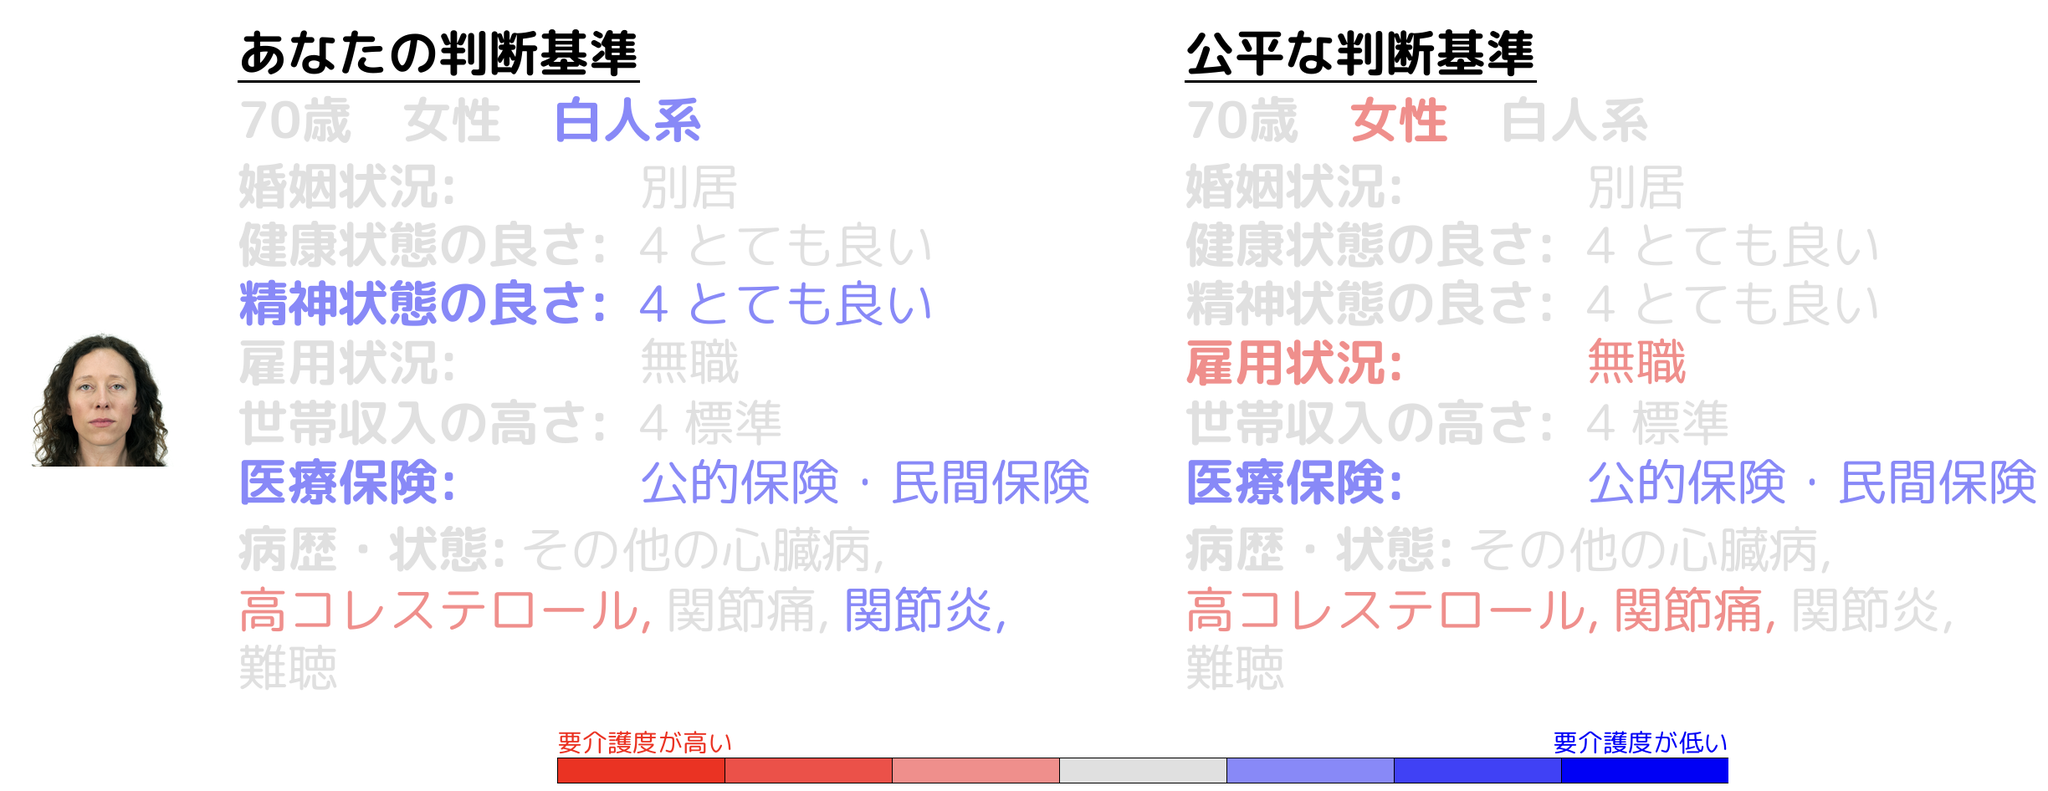 あなたの判断基準
70歳 女性 白人系
婚姻状況: 別居
健康状態の良さ: 4 とても良い
精神状態の良さ: 4 とても良い
雇用状況: 無職
世帯収入の高さ: 4 標準
医療保険: 公的保険・民間保険
病歴・状態: その他の心臓病,
高コレステロール, 関節痛, 関節炎,
難聴
公平な判断基準
70歳 女性 白人系
婚姻状況: 別居
健康状態の良さ: 4 とても良い
精神状態の良さ: 4 とても良い
雇用状況: 無職
世帯収入の高さ: 4 標準
医療保険: 公的保険・民間保険
病歴・状態: その他の心臓病,
高コレステロール, 関節痛, 関節炎,
難聴
要介護度が高い
要介護度が低い